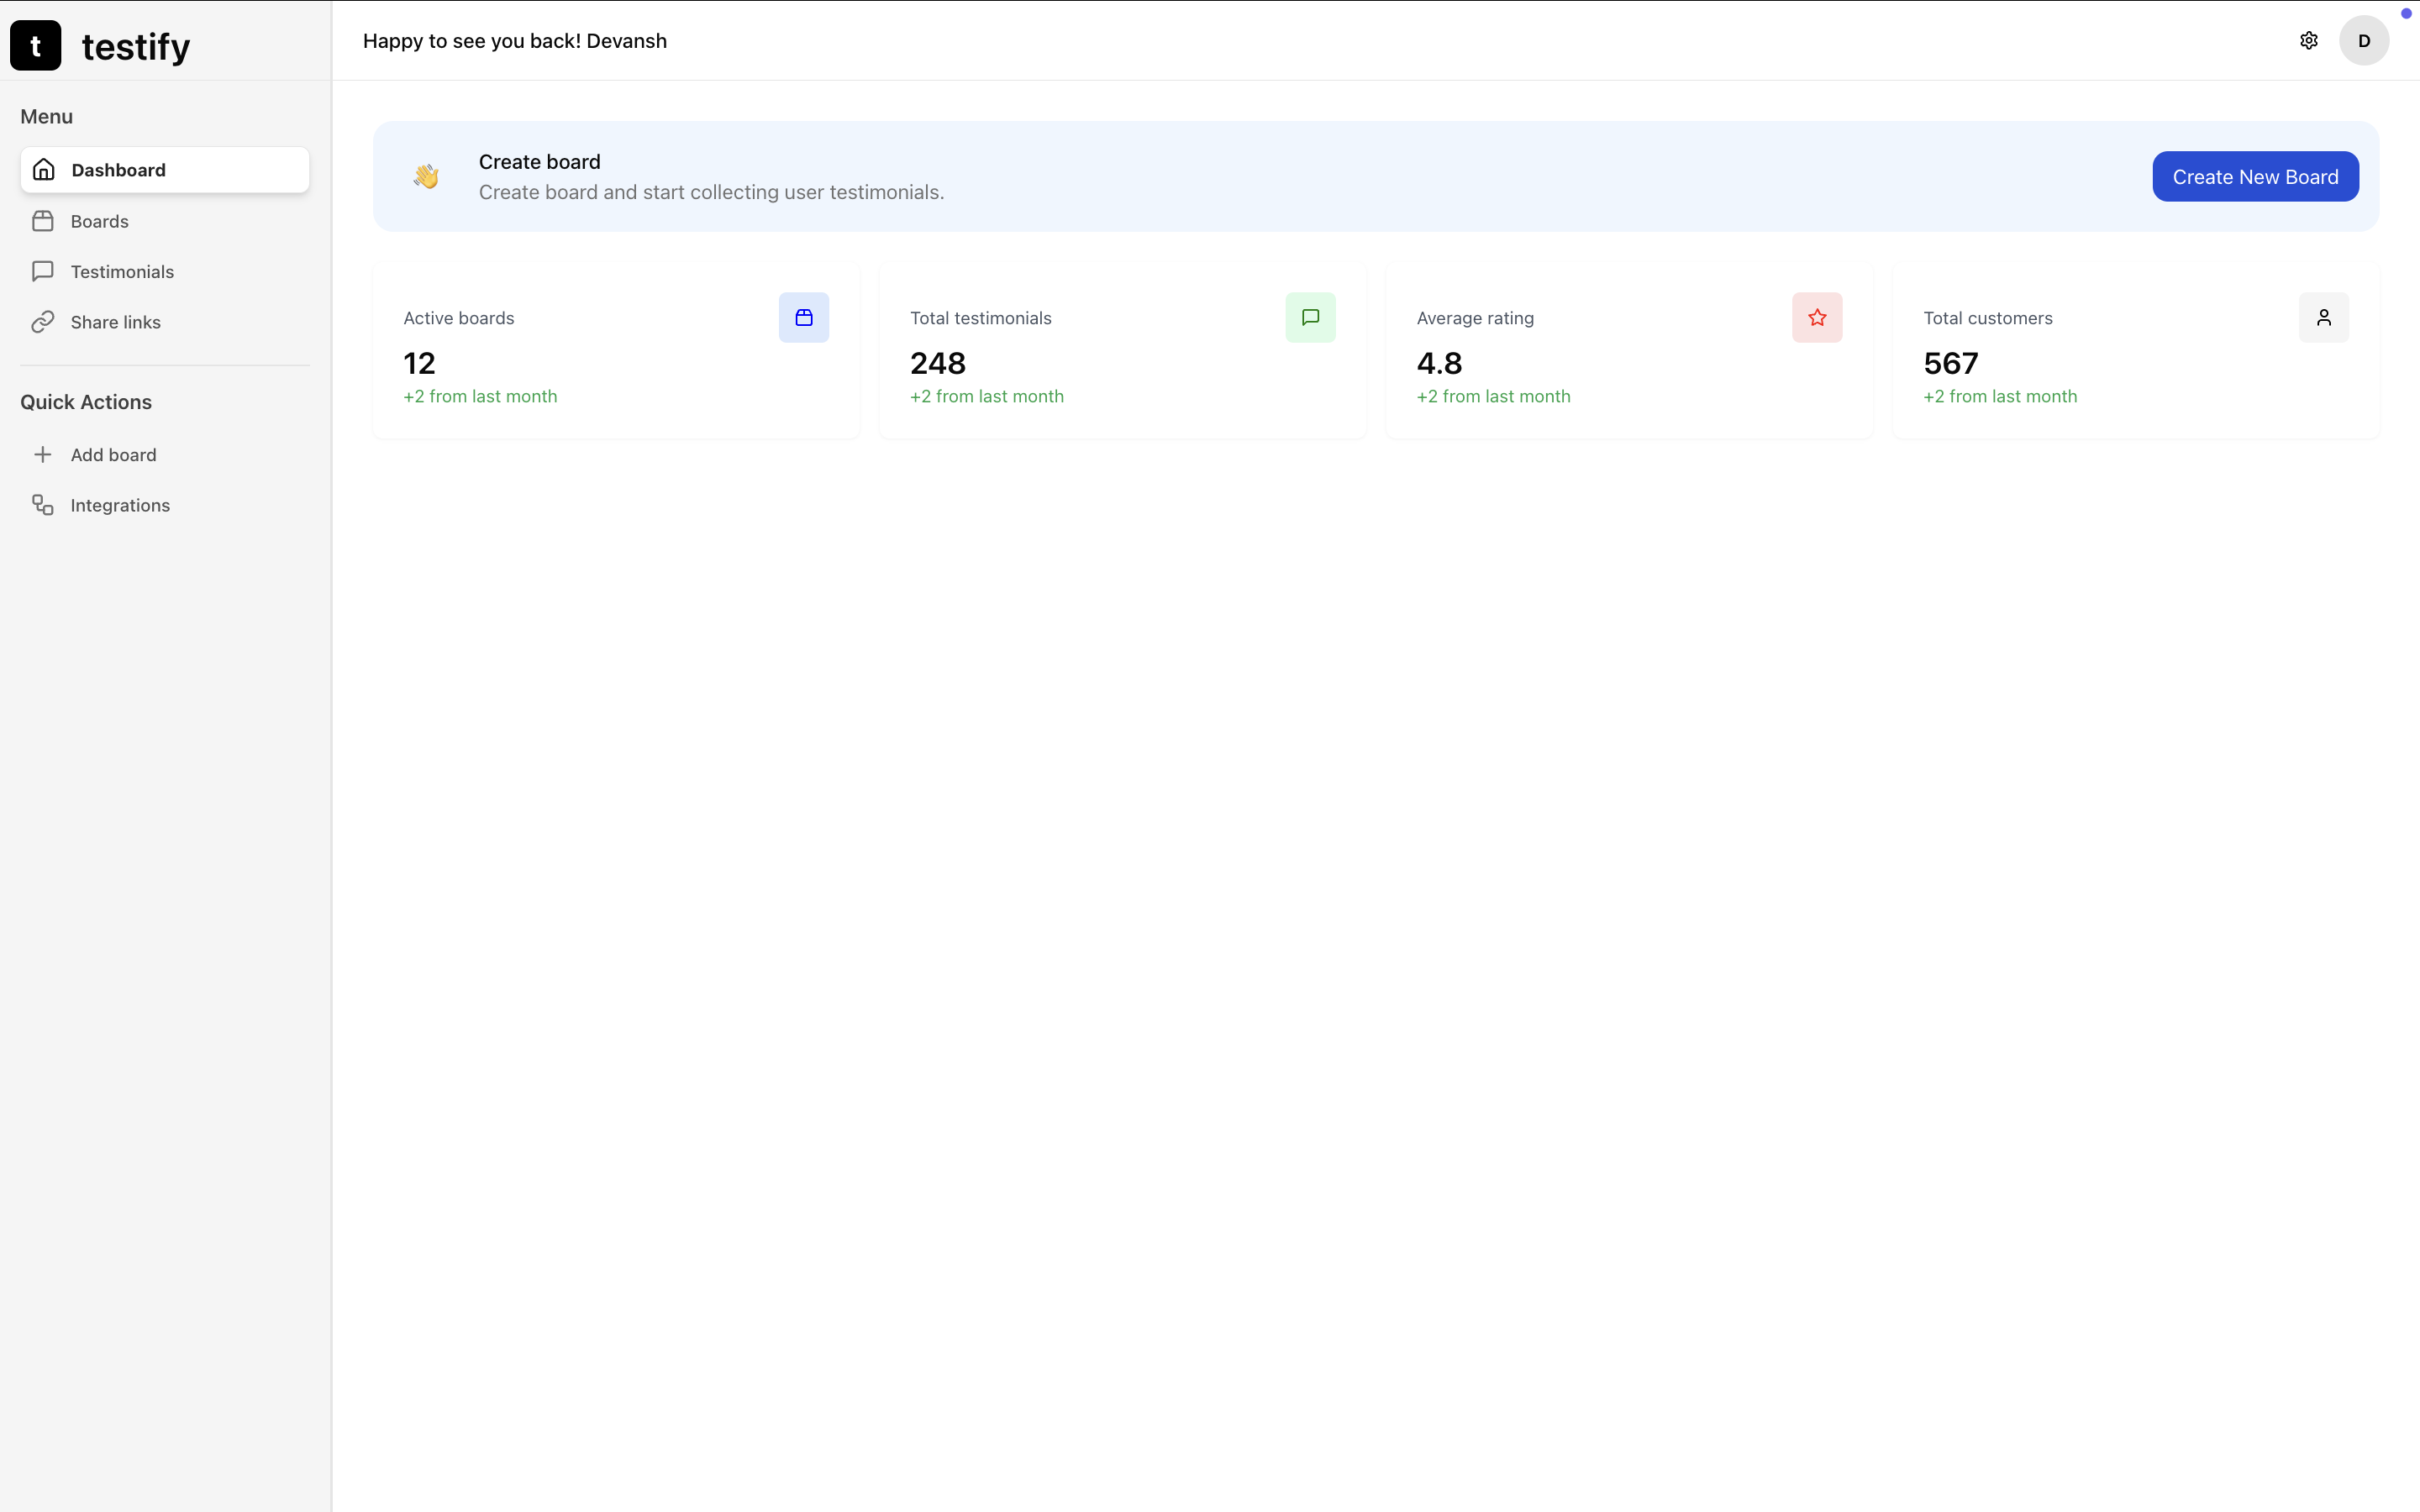 t testify
Happy to see you back! Devansh
D
Menu
Dashboard
Boards
Testimonials
Share links
Quick Actions
Add board
Integrations
Create board
Create board and start collecting user testimonials.
Create New Board
Active boards
12
+2 from last month
Total testimonials
248
+2 from last month
Average rating
4.8
+2 from last month
Total customers
567
+2 from last month